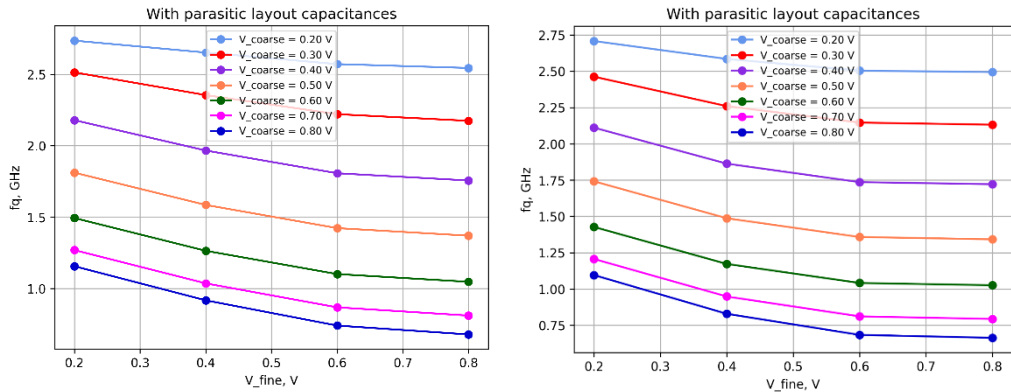 With parasitic layout capacitances
fq, GHz
2.5
2.0
1.5
1.0
V_coarse = 0.20 V
V_coarse = 0.30 V
V_coarse = 0.40 V
V_coarse = 0.50 V
V_coarse = 0.60 V
V_coarse = 0.70 V
V_coarse = 0.80 V
0.2 0.3 0.4 0.5 0.6 0.7 0.8
V_fine, V
With parasitic layout capacitances
fq, GHz
2.75
2.50
2.25
2.00
1.75
1.50
1.25
1.00
0.75
V_coarse = 0.20 V
V_coarse = 0.30 V
V_coarse = 0.40 V
V_coarse = 0.50 V
V_coarse = 0.60 V
V_coarse = 0.70 V
V_coarse = 0.80 V
0.2 0.3 0.4 0.5 0.6 0.7 0.8
V_fine, V